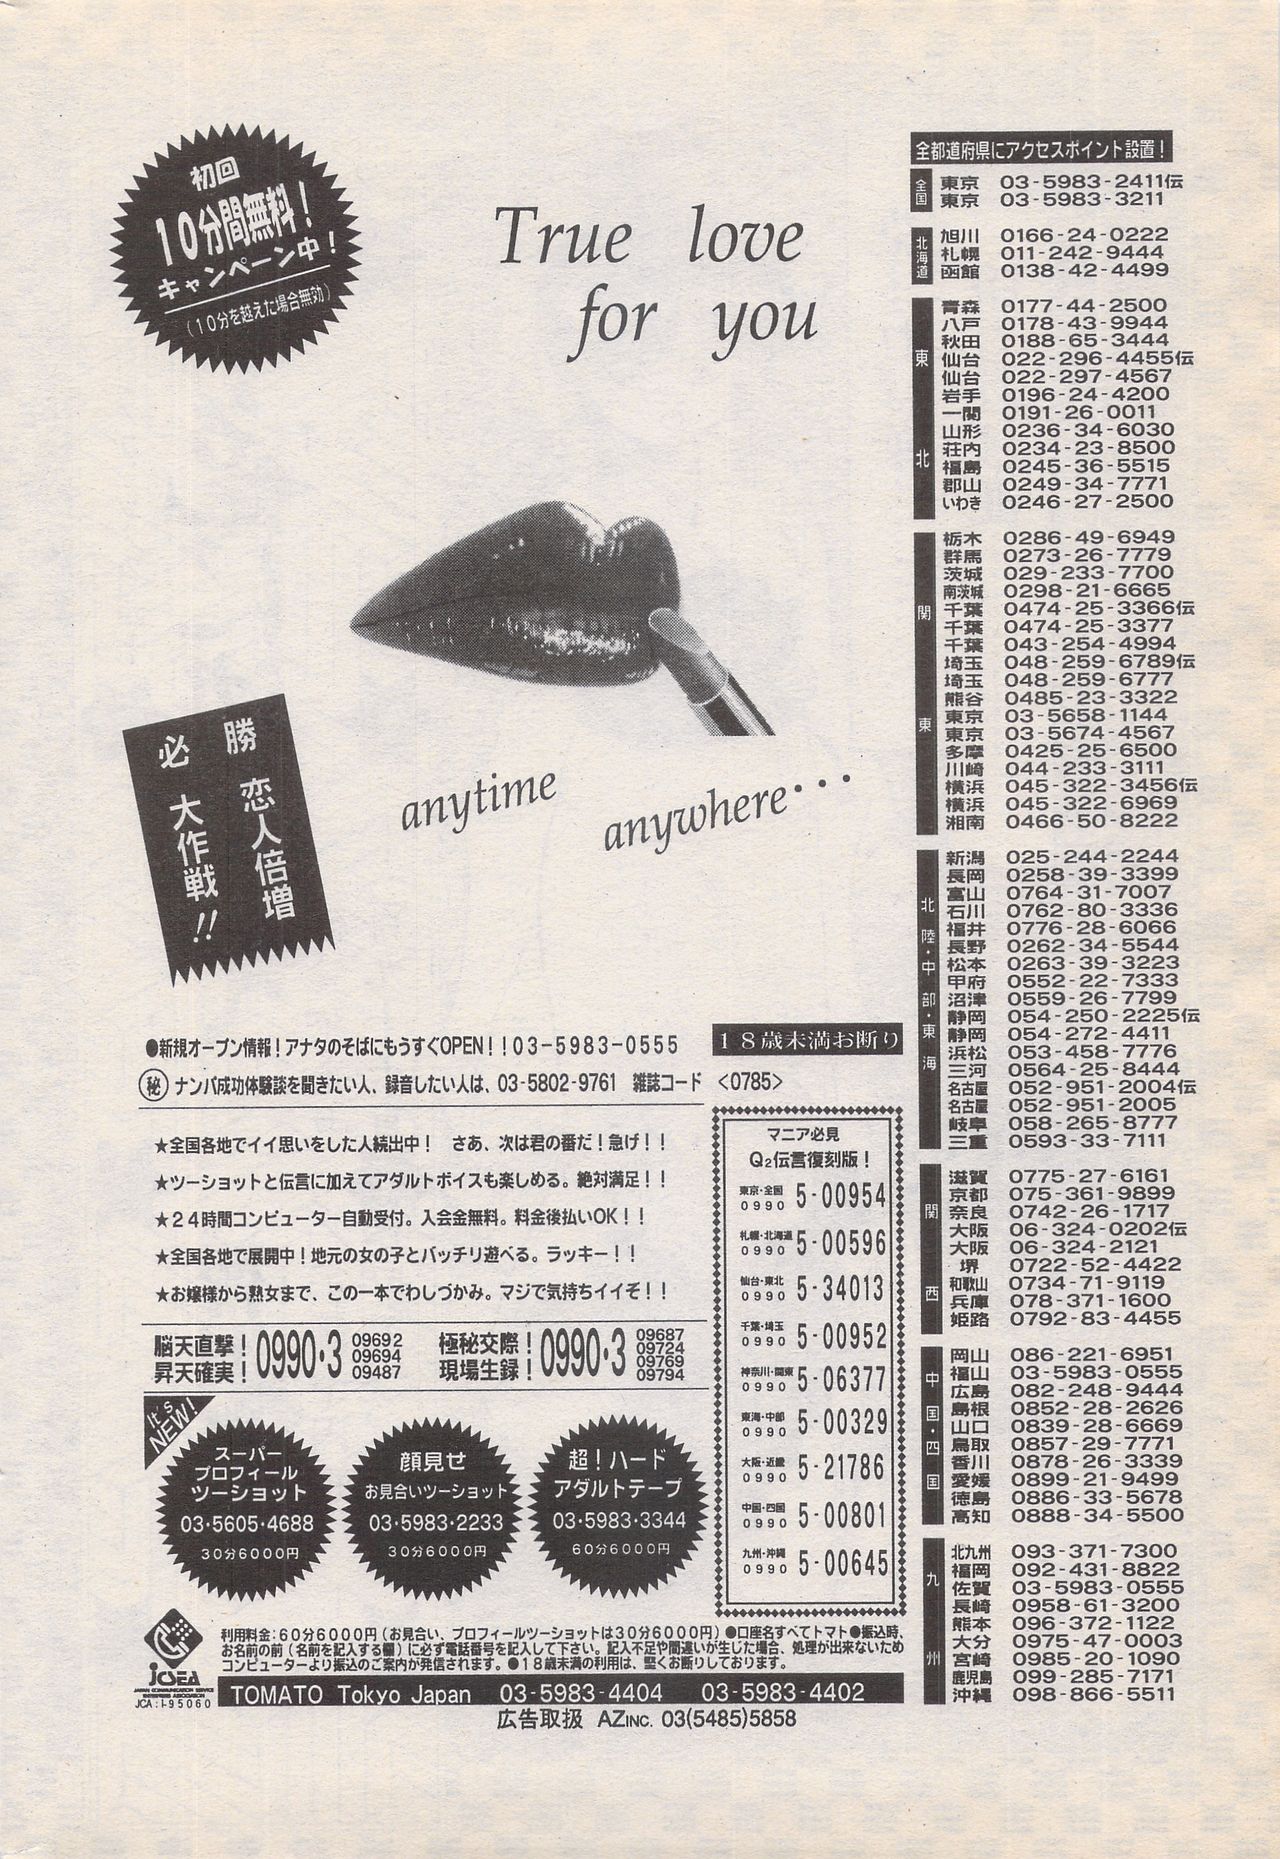 初回
10分間無料！
キャンペーン中！
(10分を越えた場合無効)
True love
for you
anytime
anywhere・・・
必勝 恋人倍増
大作戦!!
●新規オープン情報！アナタのそばにもうすぐOPEN！！03-5983-0555
18歳未満お断り
㊙ナンパ成功体験談を聞きたい人、録音したい人は、03-5802-9761 雑誌コード <0785>
★全国各地でイイ思いをした人続出中！ さあ、次は君の番だ！急げ！！
★ツーショットと伝言に加えてアダルトボイスも楽しめる。絶対満足！！
★24時間コンピューター自動受付。入会金無料。料金後払いOK！！
★全国各地で展開中！地元の女の子とバッチリ遊べる。ラッキー！！
★お嬢様から熟女まで、この一本でわしづかみ。マジで気持ちイイぞ！！
脳天直撃！
昇天確実！
0990・3
09692
09694
09487
極秘交際！
現場生録！
0990・3
09687
09724
09769
09794
IT'S NEW!
スーパー
プロフィール
ツーショット
03・5605・4688
30分6000円
顔見せ
お見合いツーショット
03・5983・2233
30分6000円
超！ハード
アダルトテープ
03・5983・3344
60分6000円
マニア必見
Q₂伝言復刻版！
東京・全国 0990 5-00954
札幌・北海道 0990 5-00596
仙台・東北 0990 5-34013
千葉・埼玉 0990 5-00952
神奈川・関東 0990 5-06377
東海・中部 0990 5-00329
大阪・近畿 0990 5-21786
中国・四国 0990 5-00801
九州・沖縄 0990 5-00645
JCSEA
JAPAN COMMUNICATION SERVICE
ENTERPRISES ASSOCIATION
JCA:I-95060
利用料金：60分6000円（お見合い、プロフィールツーショットは30分6000円）●口座名すべてトマト●振込時、
お名前の前（名前を記入する欄）に必ず電話番号を記入して下さい。記入不足や間違いが生じた場合、処理が出来ないため
コンピューターより振込のご案内が発信されます。●18歳未満の利用は、堅くお断りしております。
TOMATO Tokyo Japan 03-5983-4404 03-5983-4402
広告取扱 AZINC. 03(5485)5858
全都道府県にアクセスポイント設置！
全国
東京 03-5983-2411伝
東京 03-5983-3211
北海道
旭川 0166-24-0222
札幌 011-242-9444
函館 0138-42-4499
東北
青森 0177-44-2500
八戸 0178-43-9944
秋田 0188-65-3444
仙台 022-296-4455伝
仙台 022-297-4567
岩手 0196-24-4200
一関 0191-26-0011
山形 0236-34-6030
荘内 0234-23-8500
福島 0245-36-5515
郡山 0249-34-7771
いわき 0246-27-2500
関東
栃木 0286-49-6949
群馬 0273-26-7779
茨城 029-233-7700
南茨城 0298-21-6665
千葉 0474-25-3366伝
千葉 0474-25-3377
千葉 043-254-4994
埼玉 048-259-6789伝
埼玉 048-259-6777
熊谷 0485-23-3322
東京 03-5658-1144
東京 03-5674-4567
多摩 0425-25-6500
川崎 044-233-3111
横浜 045-322-3456伝
横浜 045-322-6969
湘南 0466-50-8222
北陸・中部・東海
新潟 025-244-2244
長岡 0258-39-3399
富山 0764-31-7007
石川 0762-80-3336
福井 0776-28-6066
長野 0262-34-5544
松本 0263-39-3223
甲府 0552-22-7333
沼津 0559-26-7799
静岡 054-250-2225伝
静岡 054-272-4411
浜松 053-458-7776
三河 0564-25-8444
名古屋 052-951-2004伝
名古屋 052-951-2005
岐阜 058-265-8777
三重 0593-33-7111
関西
滋賀 0775-27-6161
京都 075-361-9899
奈良 0742-26-1717
大阪 06-324-0202伝
大阪 06-324-2121
堺 0722-52-4422
和歌山 0734-71-9119
兵庫 078-371-1600
姫路 0792-83-4455
中国・四国
岡山 086-221-6951
福山 03-5983-0555
広島 082-248-9444
島根 0852-28-2626
山口 0839-28-6669
鳥取 0857-29-7771
香川 0878-26-3339
愛媛 0899-21-9499
徳島 0886-33-5678
高知 0888-34-5500
九州
北九州 093-371-7300
福岡 092-431-8822
佐賀 03-5983-0555
長崎 0958-61-3200
熊本 096-372-1122
大分 0975-47-0003
宮崎 0985-20-1090
鹿児島 099-285-7171
沖縄 098-866-5511